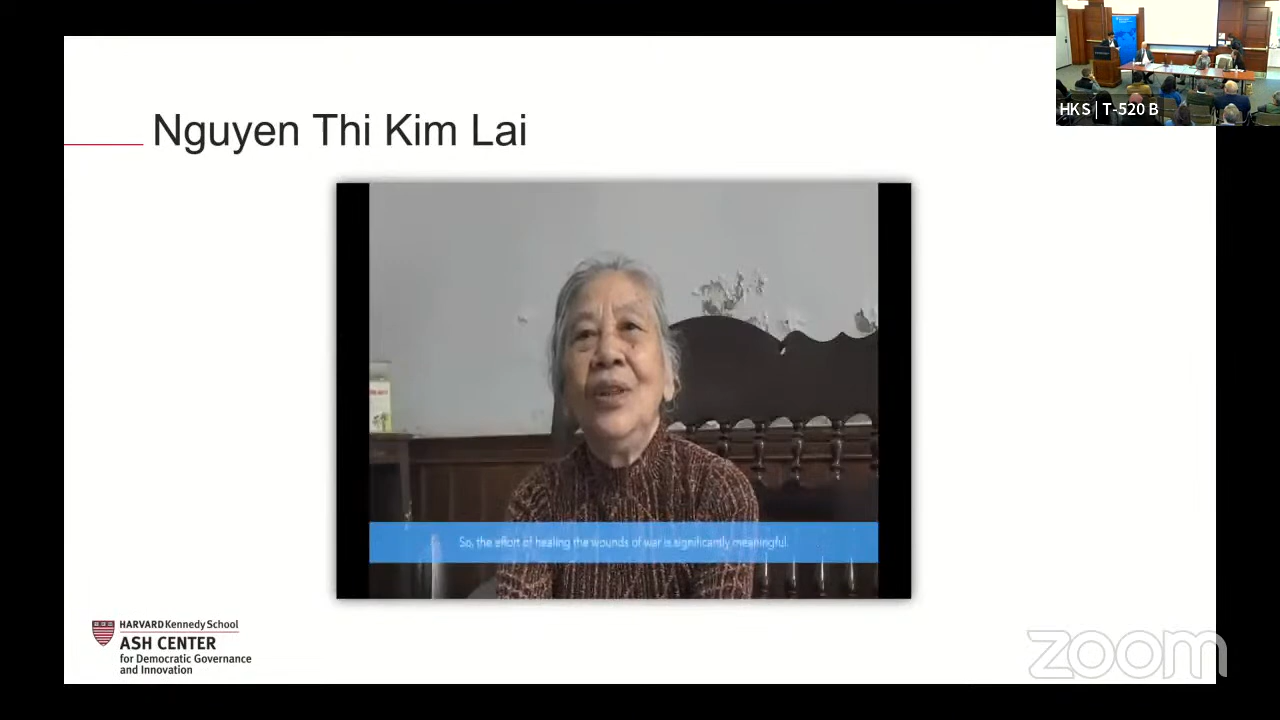 HKS | T-520 B
Nguyen Thi Kim Lai
So, the effort of healing the wounds of war is significantly meaningful.
HARVARD Kennedy School
ASH CENTER
for Democratic Governance
and Innovation
zoom